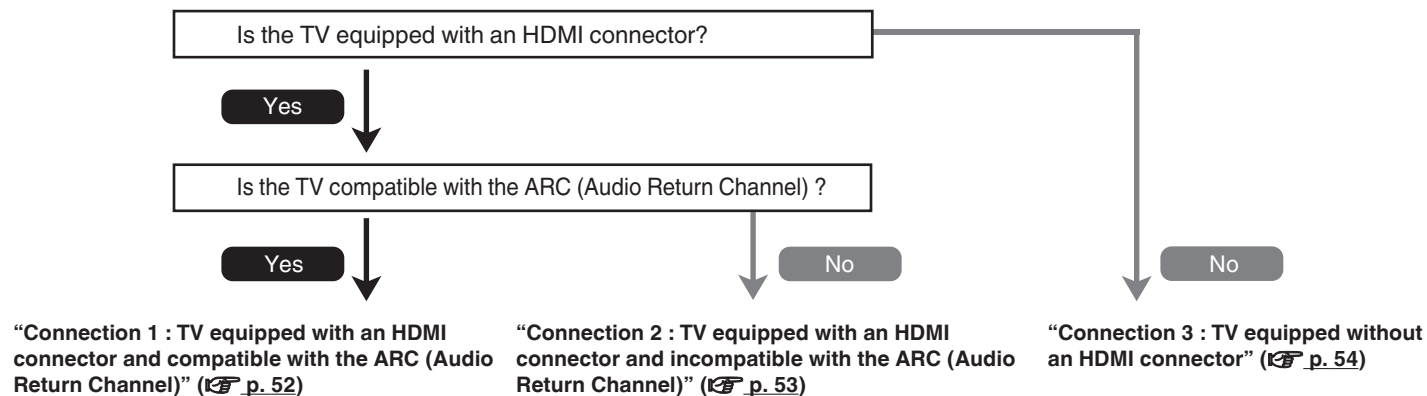 Is the TV equipped with an HDMI connector?
Yes
Is the TV compatible with the ARC (Audio Return Channel) ?
Yes
No
No
“Connection 1 : TV equipped with an HDMI
connector and compatible with the ARC (Audio
Return Channel)” (☞ p. 52)
“Connection 2 : TV equipped with an HDMI
connector and incompatible with the ARC (Audio
Return Channel)” (☞ p. 53)
“Connection 3 : TV equipped without
an HDMI connector” (☞ p. 54)